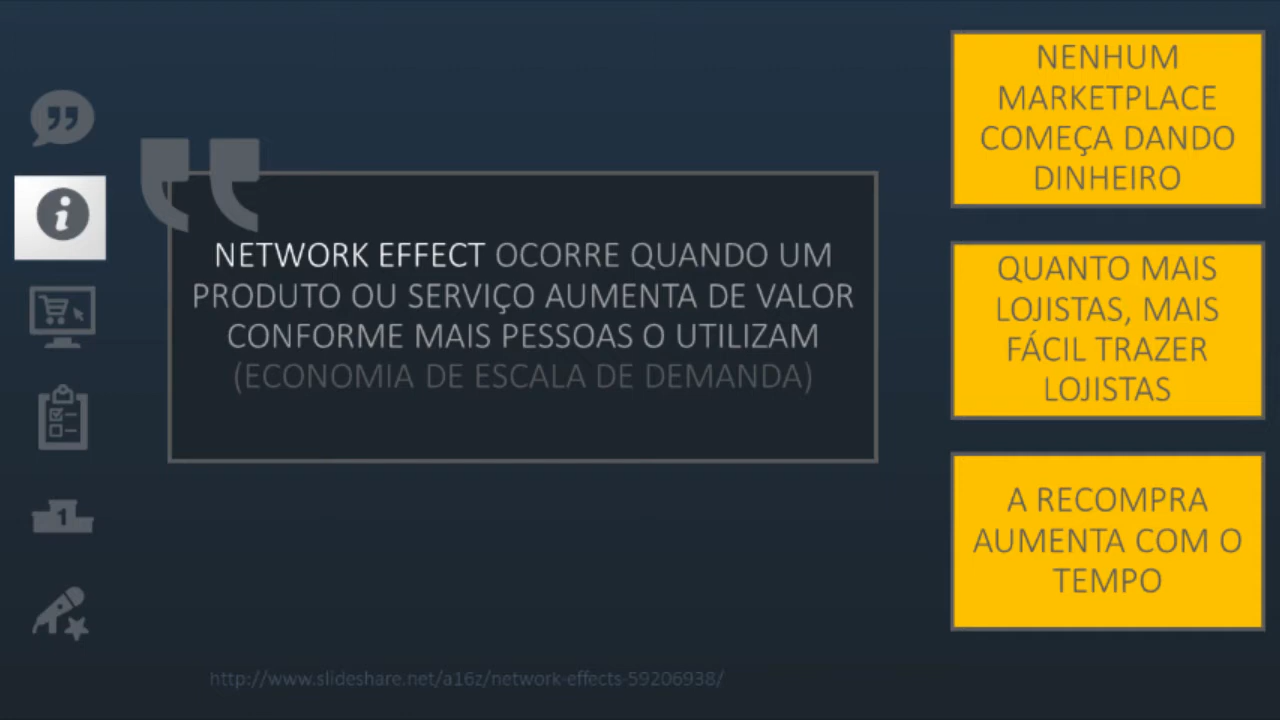 NETWORK EFFECT OCORRE QUANDO UM
PRODUTO OU SERVIÇO AUMENTA DE VALOR
CONFORME MAIS PESSOAS O UTILIZAM
(ECONOMIA DE ESCALA DE DEMANDA)
NENHUM
MARKETPLACE
COMEÇA DANDO
DINHEIRO
QUANTO MAIS
LOJISTAS, MAIS
FÁCIL TRAZER
LOJISTAS
A RECOMPRA
AUMENTA COM O
TEMPO
1
http://www.slideshare.net/a16z/network-effects-59206938/